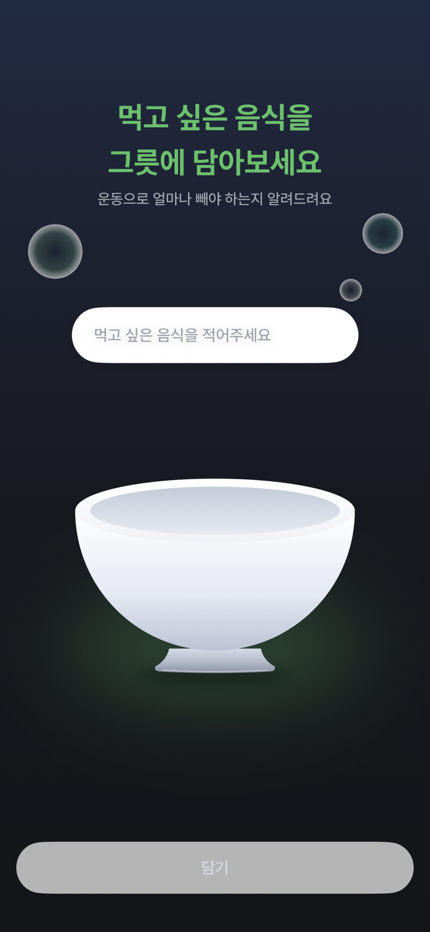 먹고 싶은 음식을
그릇에 담아보세요
운동으로 얼마나 빼야 하는지 알려드려요
먹고 싶은 음식을 적어주세요
담기